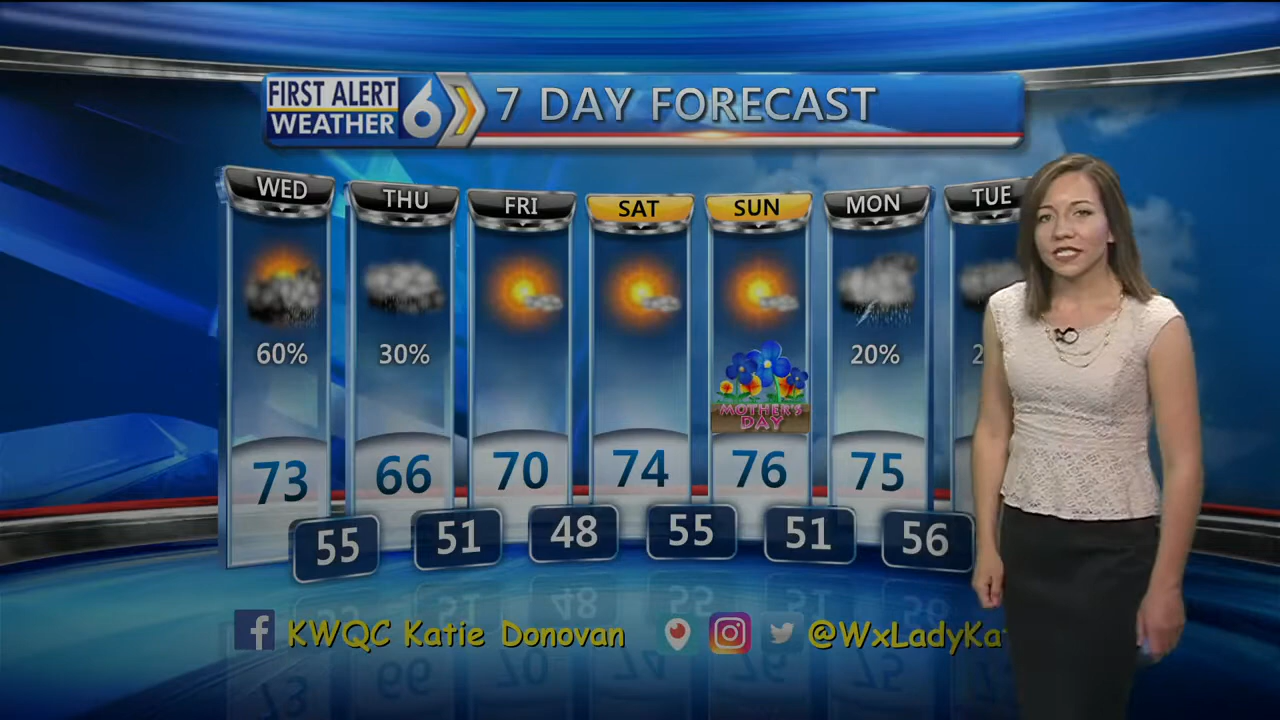 FIRST ALERT
WEATHER 6
7 DAY FORECAST
WED THU FRI SAT SUN MON TUE
60% 30% 20% 2
MOTHER'S
DAY
73 66 70 74 76 75
55 51 48 55 51 56
KWQC Katie Donovan @WxLadyKa